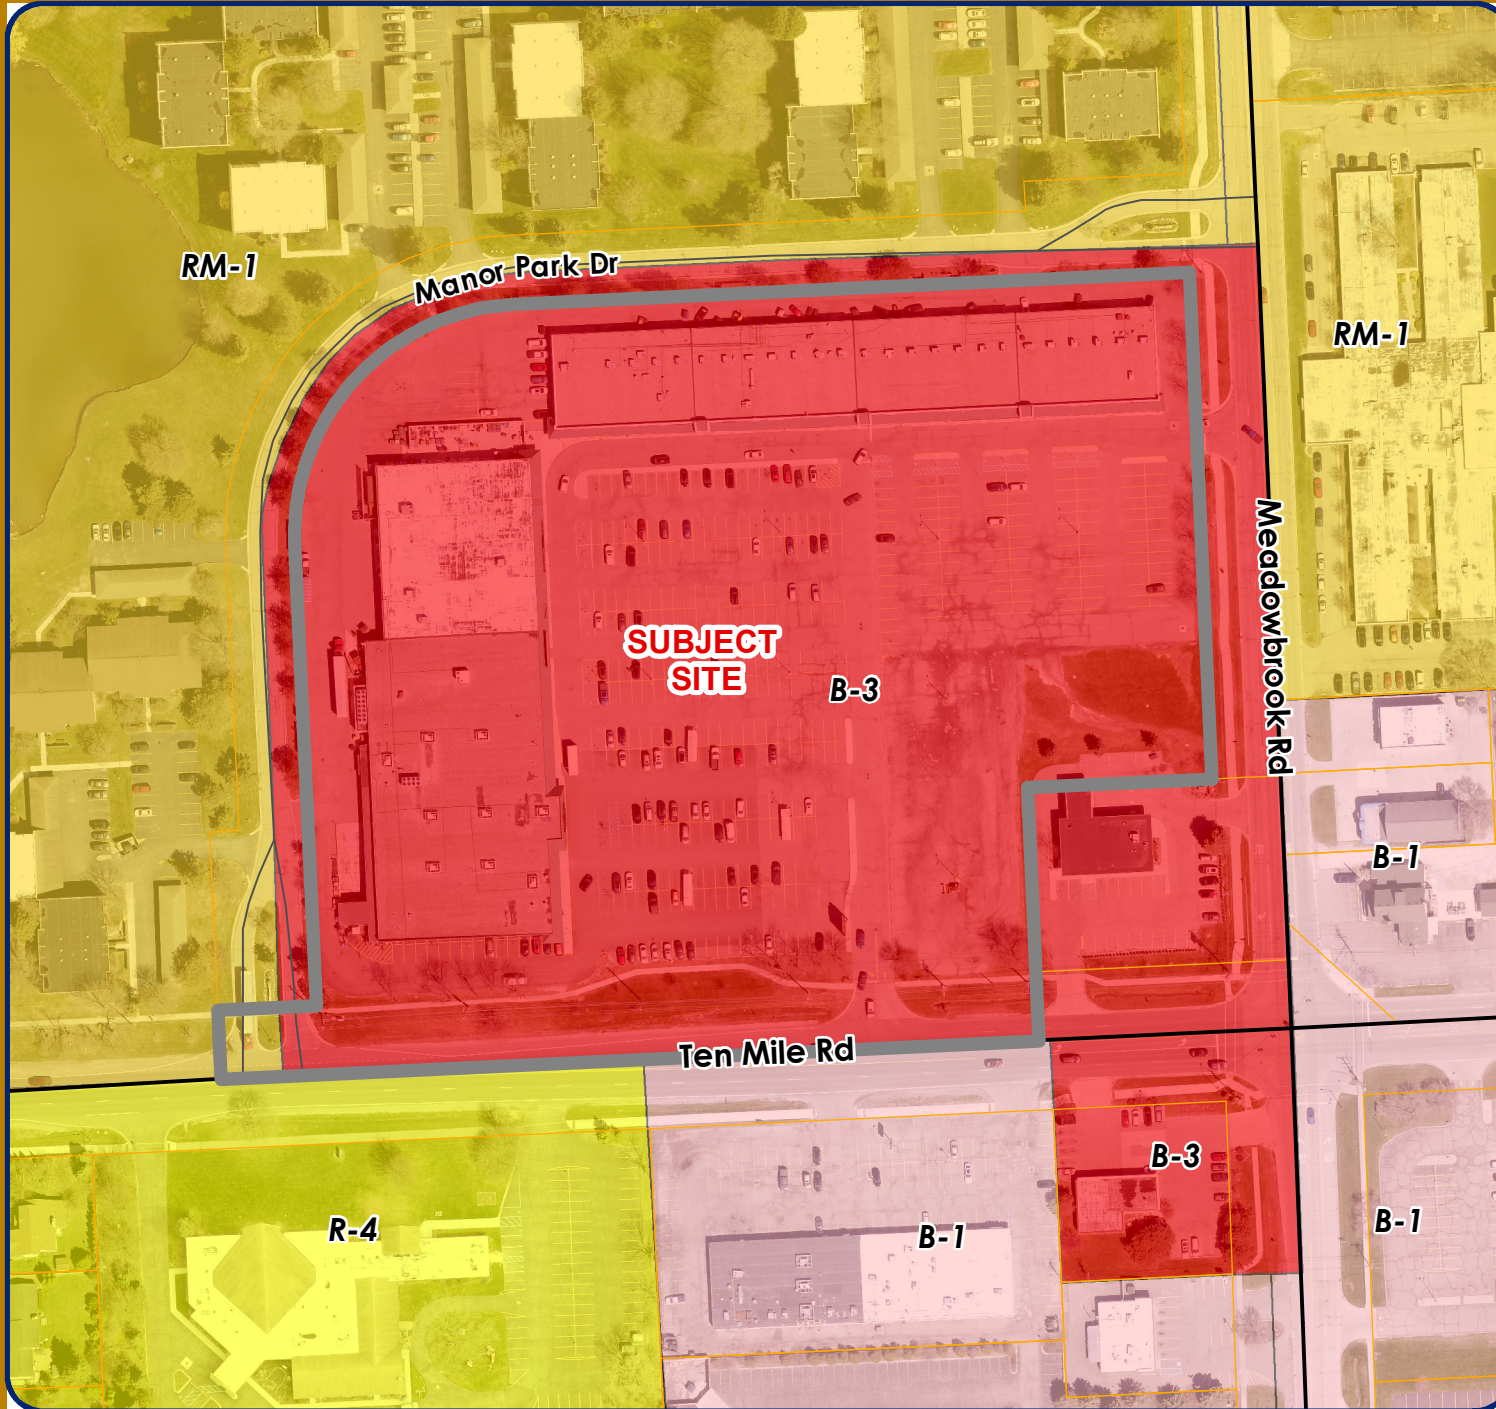 RM-1
Manor Park Dr
RM-1
Meadowbrook Rd
SUBJECT
SITE
B-3
B-1
Ten Mile Rd
B-3
R-4
B-1
B-1